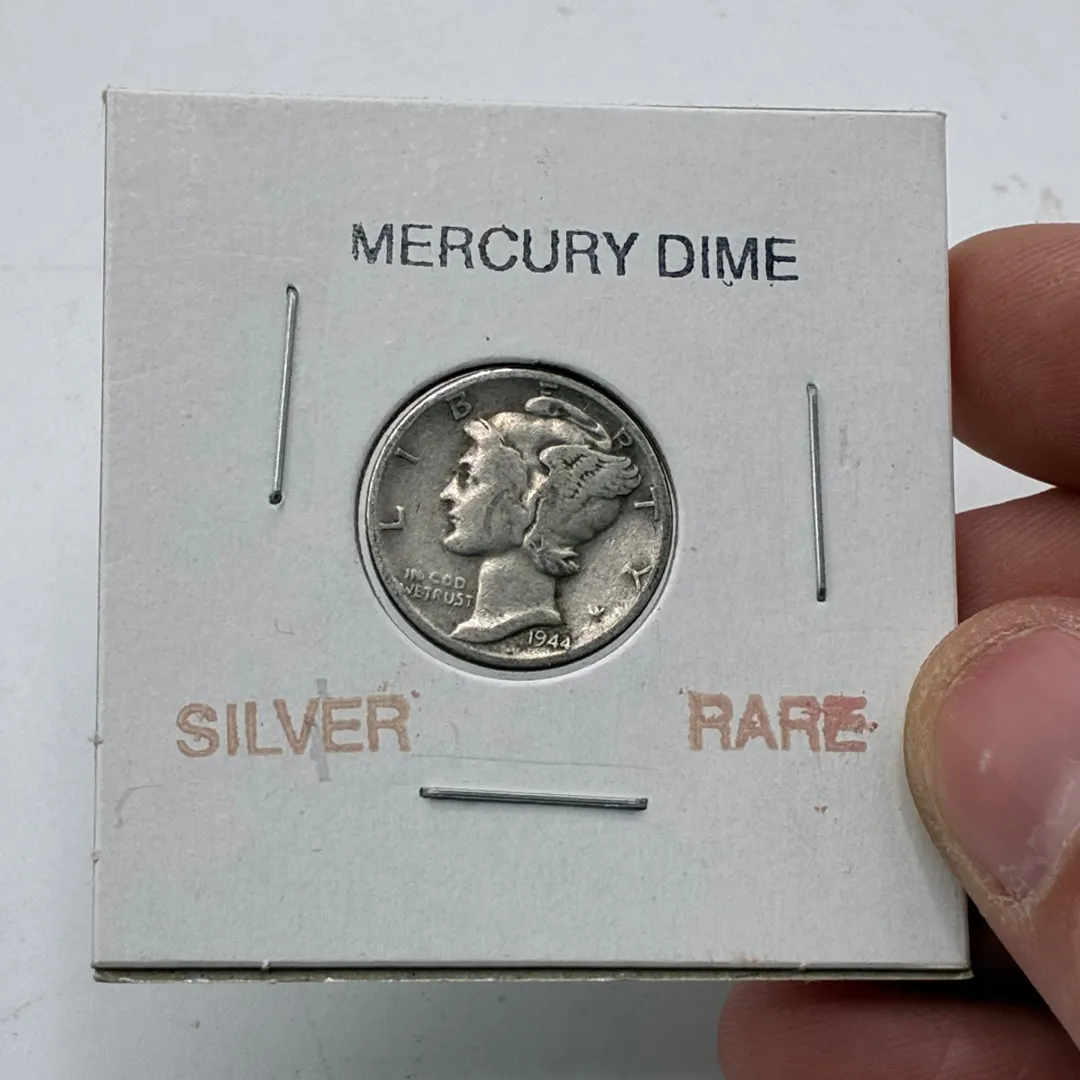 MERCURY DIME
LIBERTY
IN GOD
WE TRUST
1944
SILVER RARE